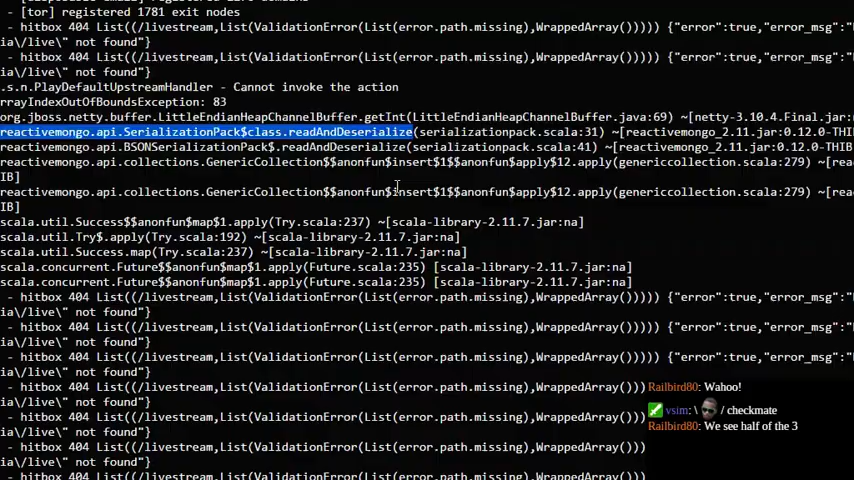 - [tor] registered 1781 exit nodes
- hitbox 404 List((/livestream,List(ValidationError(List(error.path.missing),WrappedArray())))) {"error":true,"error_msg":"
ia\/live\" not found"}
- hitbox 404 List((/livestream,List(ValidationError(List(error.path.missing),WrappedArray())))) {"error":true,"error_msg":"
ia\/live\" not found"}
.s.n.PlayDefaultUpstreamHandler - Cannot invoke the action
rrayIndexOutOfBoundsException: 83
org.jboss.netty.buffer.LittleEndianHeapChannelBuffer.getInt(LittleEndianHeapChannelBuffer.java:69) ~[netty-3.10.4.Final.jar:
reactivemongo.api.SerializationPack$class.readAndDeserialize(serializationpack.scala:31) ~[reactivemongo_2.11.jar:0.12.0-THIB
reactivemongo.api.BSONSerializationPack$.readAndDeserialize(serializationpack.scala:41) ~[reactivemongo_2.11.jar:0.12.0-THIB
reactivemongo.api.collections.GenericCollection$$anonfun$insert$1$$anonfun$apply$12.apply(genericcollection.scala:279) ~[rea
IB]
reactivemongo.api.collections.GenericCollection$$anonfun$insert$1$$anonfun$apply$12.apply(genericcollection.scala:279) ~[rea
IB]
scala.util.Success$$anonfun$map$1.apply(Try.scala:237) ~[scala-library-2.11.7.jar:na]
scala.util.Try$.apply(Try.scala:192) ~[scala-library-2.11.7.jar:na]
scala.util.Success.map(Try.scala:237) ~[scala-library-2.11.7.jar:na]
scala.concurrent.Future$$anonfun$map$1.apply(Future.scala:235) [scala-library-2.11.7.jar:na]
scala.concurrent.Future$$anonfun$map$1.apply(Future.scala:235) [scala-library-2.11.7.jar:na]
- hitbox 404 List((/livestream,List(ValidationError(List(error.path.missing),WrappedArray())))) {"error":true,"error_msg":"
ia\/live\" not found"}
- hitbox 404 List((/livestream,List(ValidationError(List(error.path.missing),WrappedArray())))) {"error":true,"error_msg":"
ia\/live\" not found"}
- hitbox 404 List((/livestream,List(ValidationError(List(error.path.missing),WrappedArray())))) {"error":true,"error_msg":"
ia\/live\" not found"}
- hitbox 404 List((/livestream,List(ValidationError(List(error.path.missing),WrappedArray()))
Railbird80: Wahoo!
ia\/live\" not found"}
vsim: \ / checkmate
- hitbox 404 List((/livestream,List(ValidationError(List(error.path.missing),WrappedArray()))
Railbird80: We see half of the 3
ia\/live\" not found"}
- hitbox 404 List((/livestream,List(ValidationError(List(error.path.missing),WrappedArray()))
ia\/live\" not found"}
- hitbox 404 List((/livestream,List(ValidationError(List(error.path.missing),WrappedArray()))